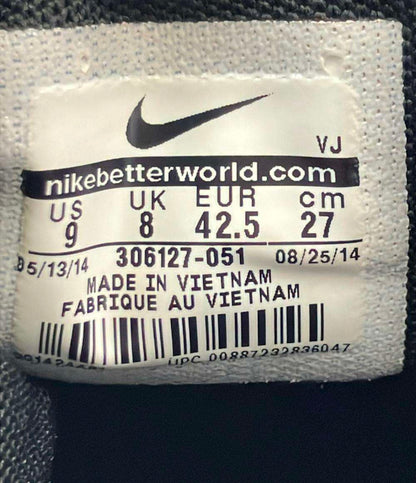 VJ
nikebetterworld.com
US UK EUR cm
9 8 42.5 27
5/13/14 306127-051 08/25/14
MADE IN VIETNAM
FABRIQUE AU VIETNAM
UPC 00887232836047